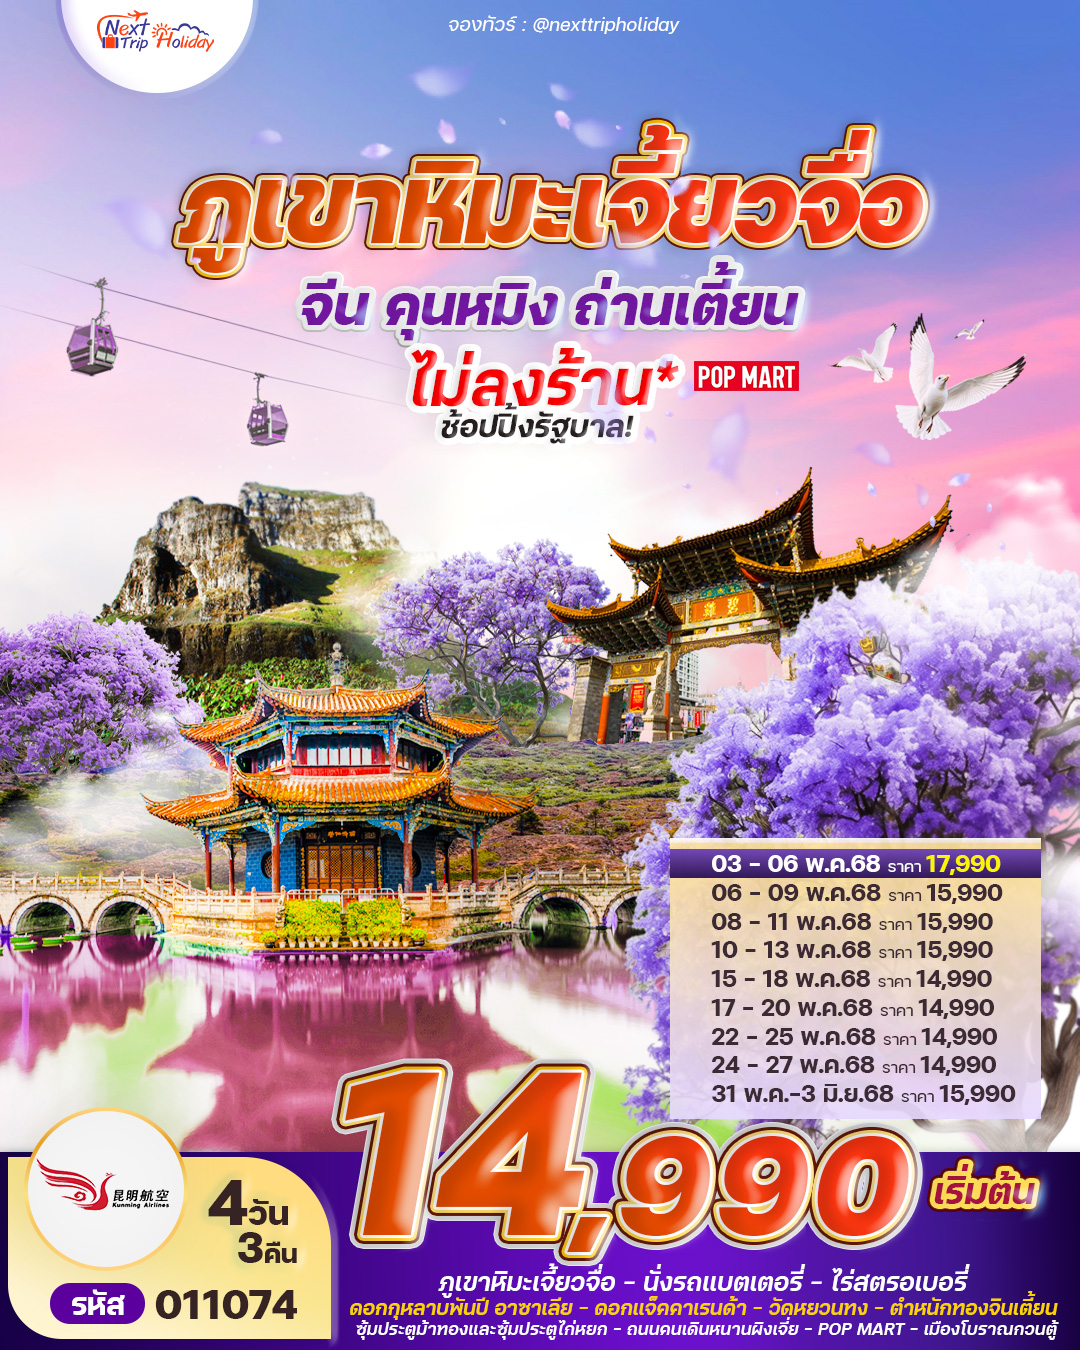 Next Trip Holiday
จองทัวร์ : @nexttripholiday
ภูเขาหิมะเจี้ยวจื่อ
จีน คุนหมิง ถ่านเตี้ยน
ไม่ลงร้าน* POP MART
ช้อปปิ้งรัฐบาล!
03 - 06 พ.ค.68 ราคา 17,990
06 - 09 พ.ค.68 ราคา 15,990
08 - 11 พ.ค.68 ราคา 15,990
10 - 13 พ.ค.68 ราคา 15,990
15 - 18 พ.ค.68 ราคา 14,990
17 - 20 พ.ค.68 ราคา 14,990
22 - 25 พ.ค.68 ราคา 14,990
24 - 27 พ.ค.68 ราคา 14,990
31 พ.ค.-3 มิ.ย.68 ราคา 15,990
14,990 เริ่มต้น
昆明航空
Kunming Airlines
4วัน
3คืน
รหัส 011074
ภูเขาหิมะเจี้ยวจื่อ - นั่งรถแบตเตอรี่ - ไร่สตรอเบอรี่
ดอกกุหลาบพันปี อาซาเลีย - ดอกแจ็คคาเรนด้า - วัดหยวนทง - ตำหนักทองจินเตี้ยน
ซุ้มประตูม้าทองและซุ้มประตูไก่หยก - ถนนคนเดินหนานผิงเจี่ย - POP MART - เมืองโบราณกวนตู้